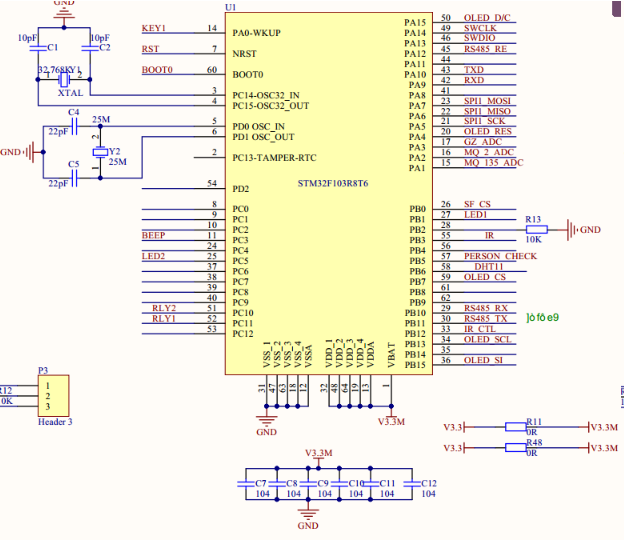 GND
U1
10pF
10pF
C1
C2
32.768K
Y1
1
2
XTAL
KEY1
14
PA0-WKUP
RST
7
NRST
BOOT0
60
BOOT0
3
PC14-OSC32_IN
4
PC15-OSC32_OUT
5
PD0 OSC_IN
6
PD1 OSC_OUT
2
PC13-TAMPER-RTC
C4
22pF
25M
GND
2
Y2
25M
1
C5
22pF
STM32F103R8T6
54
PD2
8
PC0
9
PC1
10
PC2
BEEP
11
PC3
24
PC4
LED2
25
PC5
37
PC6
38
PC7
39
PC8
40
PC9
RLY2
51
PC10
RLY1
52
PC11
53
PC12
PA15
50
OLED_D/C
PA14
49
SWCLK
PA13
46
SWDIO
PA12
45
RS485_RE
PA11
44
PA10
43
TXD
PA9
42
RXD
PA8
41
PA7
23
SPI1_MOSI
PA6
22
SPI1_MISO
PA5
21
SPI1_SCK
PA4
20
OLED_RES
PA3
17
GZ_ADC
PA2
16
MQ_2_ADC
PA1
15
MQ_135_ADC
PB0
26
SF_CS
PB1
27
LED1
PB2
28
R13
10K
GND
PB3
55
IR
PB4
56
PB5
57
PERSON_CHECK
PB6
58
DHT11
PB7
59
OLED_CS
PB8
61
PB9
62
PB10
29
RS485_RX
PB11
30
RS485_TX
PB12
33
IR_CTL
PB13
34
OLED_SCL
PB14
35
PB15
36
OLED_SI
VSS_1
VSS_2
VSS_3
VSS_4
VSSA
VDD_1
VDD_2
VDD_3
VDD_4
VDDA
VBAT
31
47
63
18
12
32
48
64
19
13
1
GND
V3.3M
P3
1
2
3
Header 3
R12
0K
V3.3
R11
0R
V3.3M
V3.3
R48
0R
V3.3M
V3.3M
C7
104
C8
104
C9
104
C10
104
C11
104
C12
104
GND